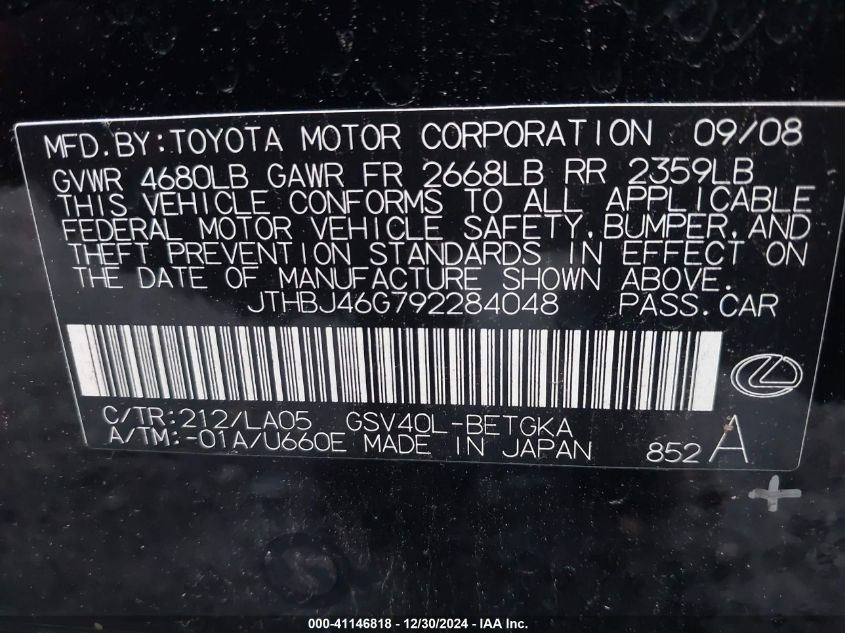 MFD.BY:TOYOTA MOTOR CORPORATION 09/08
GVWR 4680LB GAWR FR 2668LB RR 2359LB
THIS VEHICLE CONFORMS TO ALL APPLICABLE
FEDERAL MOTOR VEHICLE SAFETY,BUMPER,AND
THEFT PREVENTION STANDARDS IN EFFECT ON
THE DATE OF MANUFACTURE SHOWN ABOVE.
JTHBJ46G792284048 PASS.CAR
C/TR:212/LA05 GSV40L-BETGKA
A/TM:-01A/U660E MADE IN JAPAN 852 A
000-41146818 - 12/30/2024 - IAA Inc.